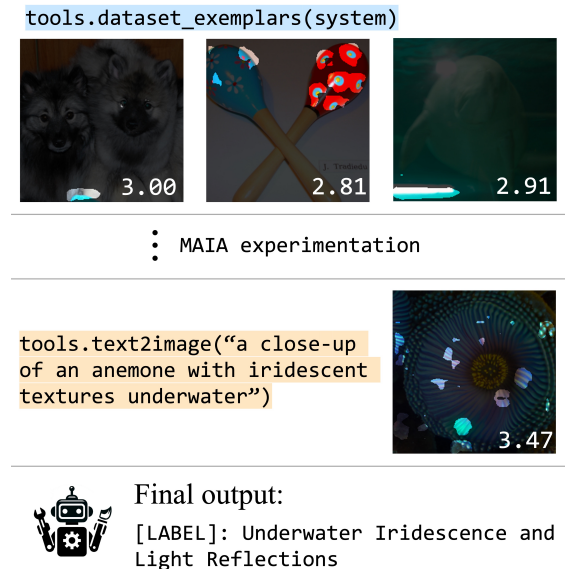 tools.dataset_exemplars(system)
3.00
2.81
2.91
MAIA experimentation
tools.text2image(“a close-up
of an anemone with iridescent
textures underwater”)
3.47
Final output:
[LABEL]: Underwater Iridescence and
Light Reflections